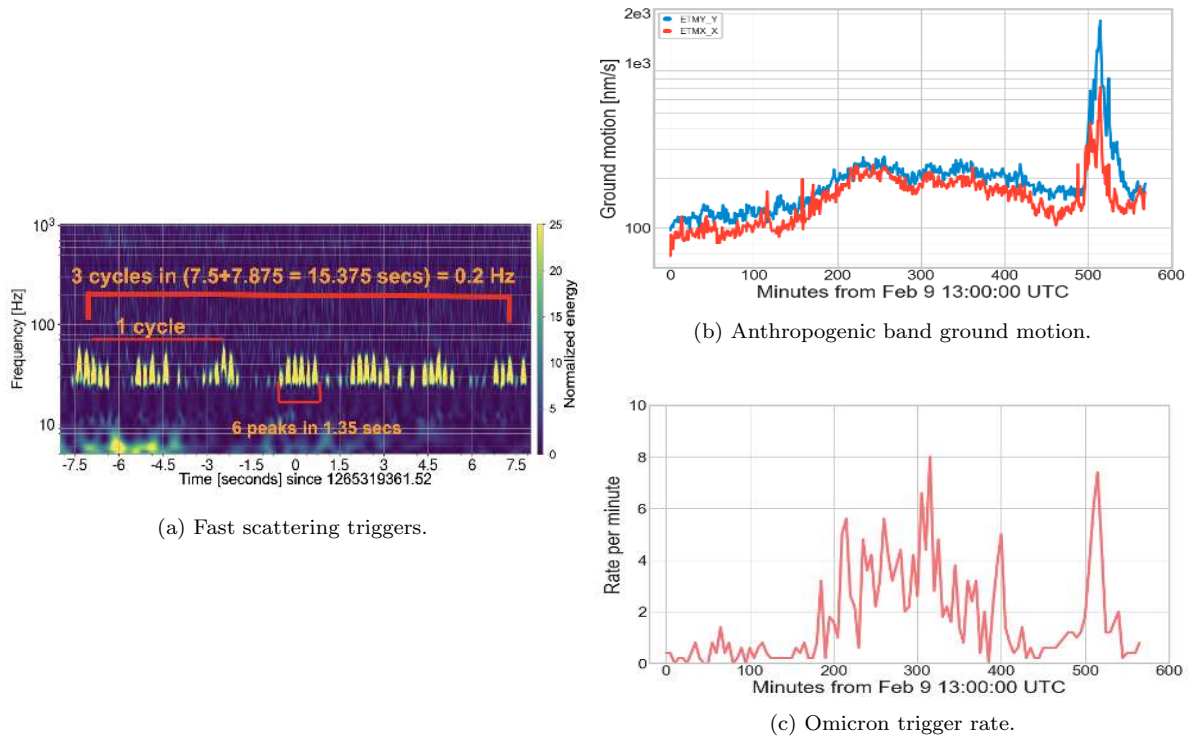 Frequency [Hz]
10³
100
10
3 cycles in (7.5+7.875 = 15.375 secs) = 0.2 Hz
1 cycle
6 peaks in 1.35 secs
-7.5 -6 -4.5 -3 -1.5 0 1.5 3 4.5 6 7.5
Time [seconds] since 1265319361.52
25
20
15
10
5
0
Normalized energy
(a) Fast scattering triggers.
ETMY_Y
ETMX_X
Ground motion [nm/s]
2e3
1e3
100
0 100 200 300 400 500 600
Minutes from Feb 9 13:00:00 UTC
(b) Anthropogenic band ground motion.
Rate per minute
10
8
6
4
2
0
0 100 200 300 400 500 600
Minutes from Feb 9 13:00:00 UTC
(c) Omicron trigger rate.